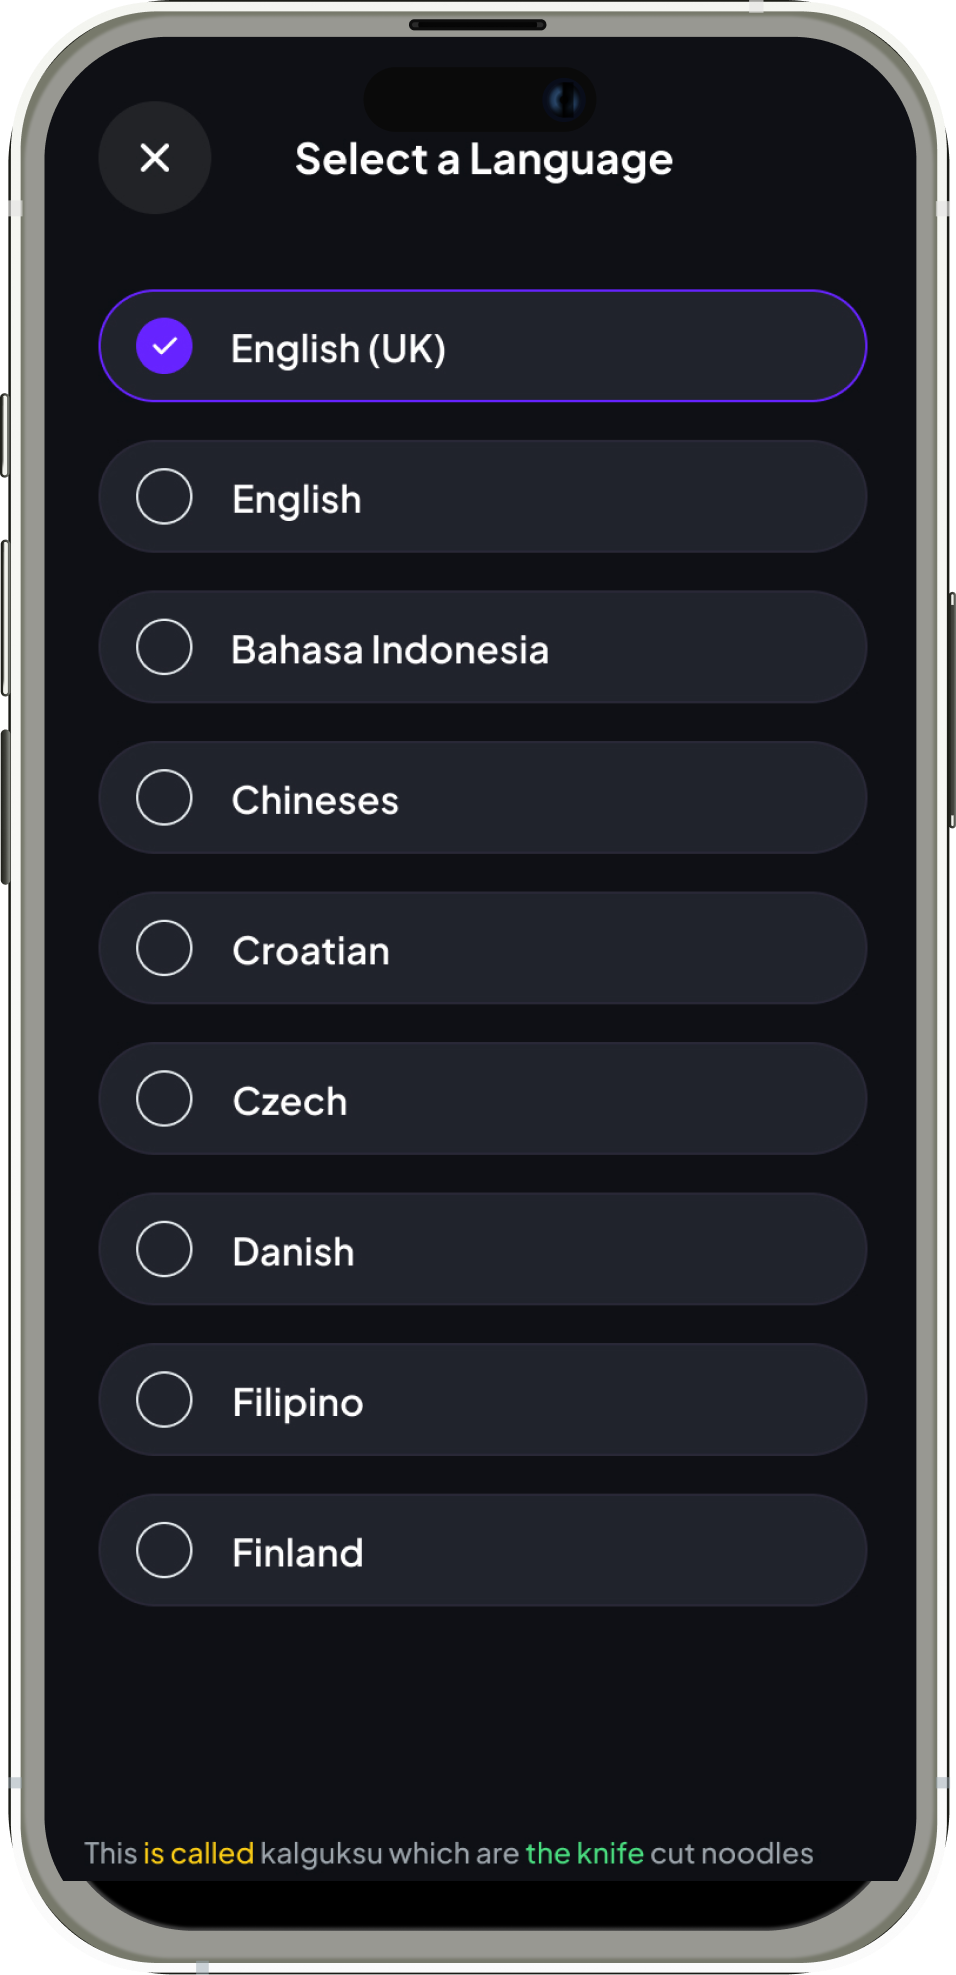 Select a Language
English (UK)
English
Bahasa Indonesia
Chineses
Croatian
Czech
Danish
Filipino
Finland
This is called kalguksu which are the knife cut noodles